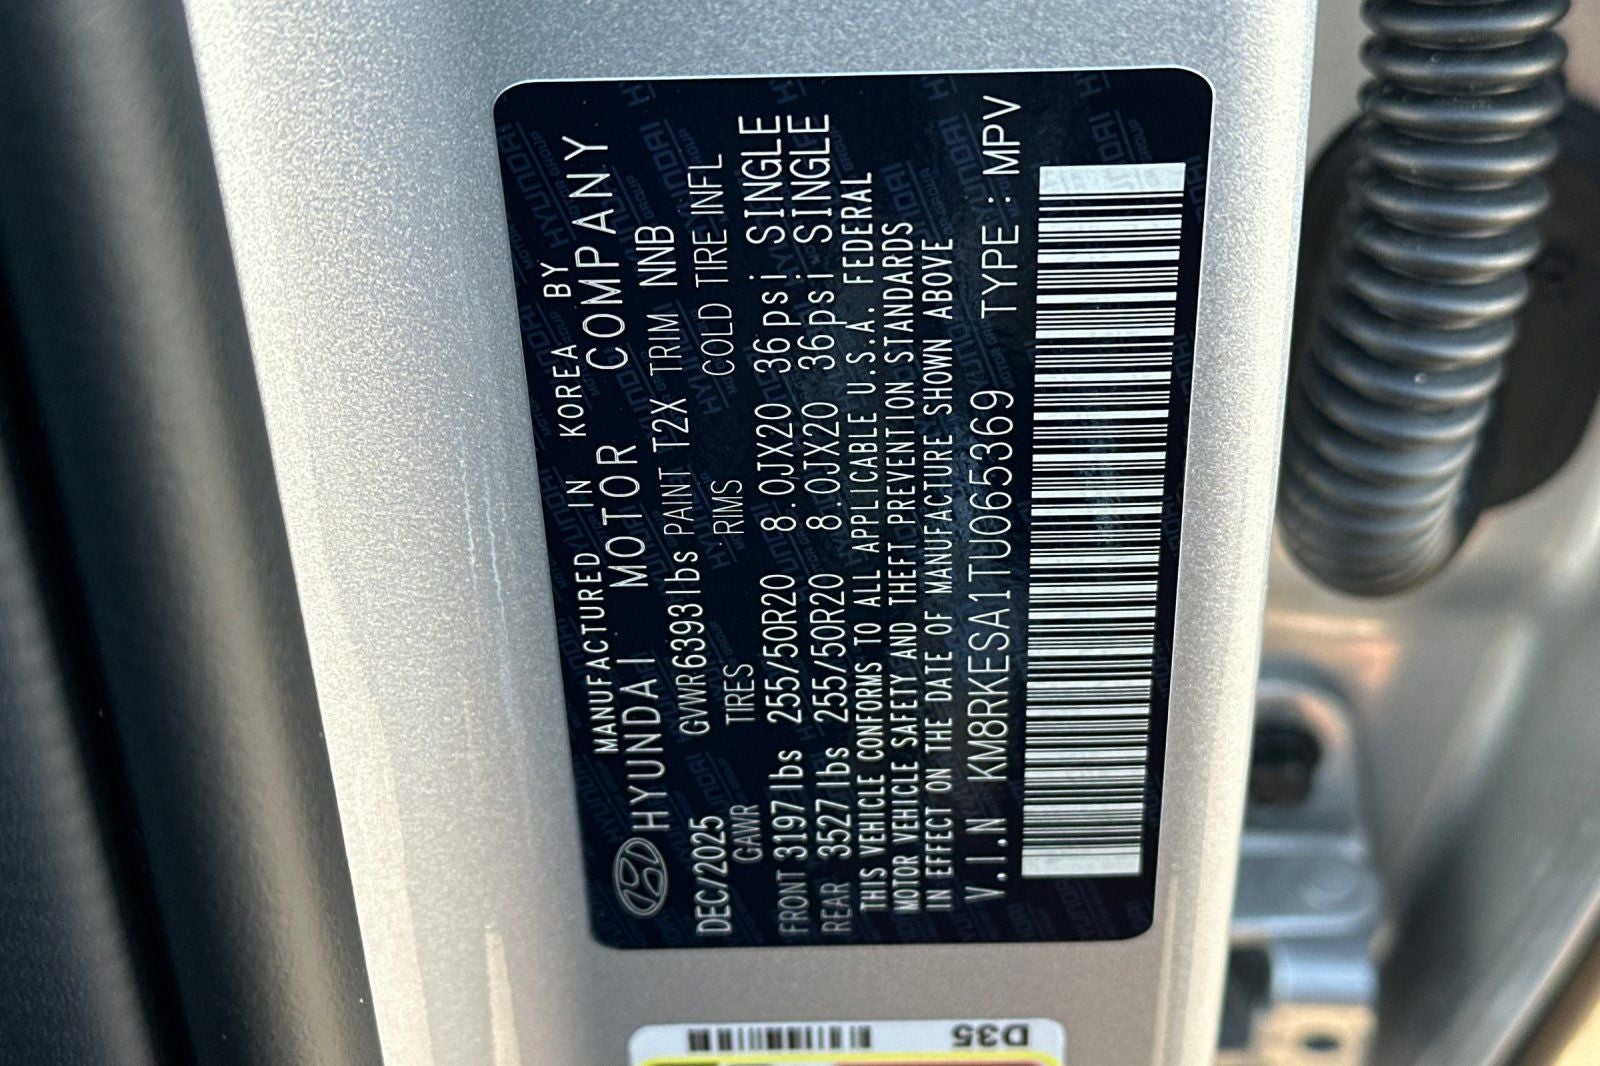 MANUFACTURED IN KOREA BY
HYUNDAI MOTOR COMPANY
DEC/2025 GVWR6393lbs PAINT T2X TRIM NNB
GAWR TIRES RIMS COLD TIRE INFL
FRONT 3197lbs 255/50R20 8.0JX20 36psi SINGLE
REAR 3527lbs 255/50R20 8.0JX20 36psi SINGLE
THIS VEHICLE CONFORMS TO ALL APPLICABLE U.S.A. FEDERAL
MOTOR VEHICLE SAFETY AND THEFT PREVENTION STANDARDS
IN EFFECT ON THE DATE OF MANUFACTURE SHOWN ABOVE
V.I.N KM8RKESA1TU065369 TYPE:MPV
D35